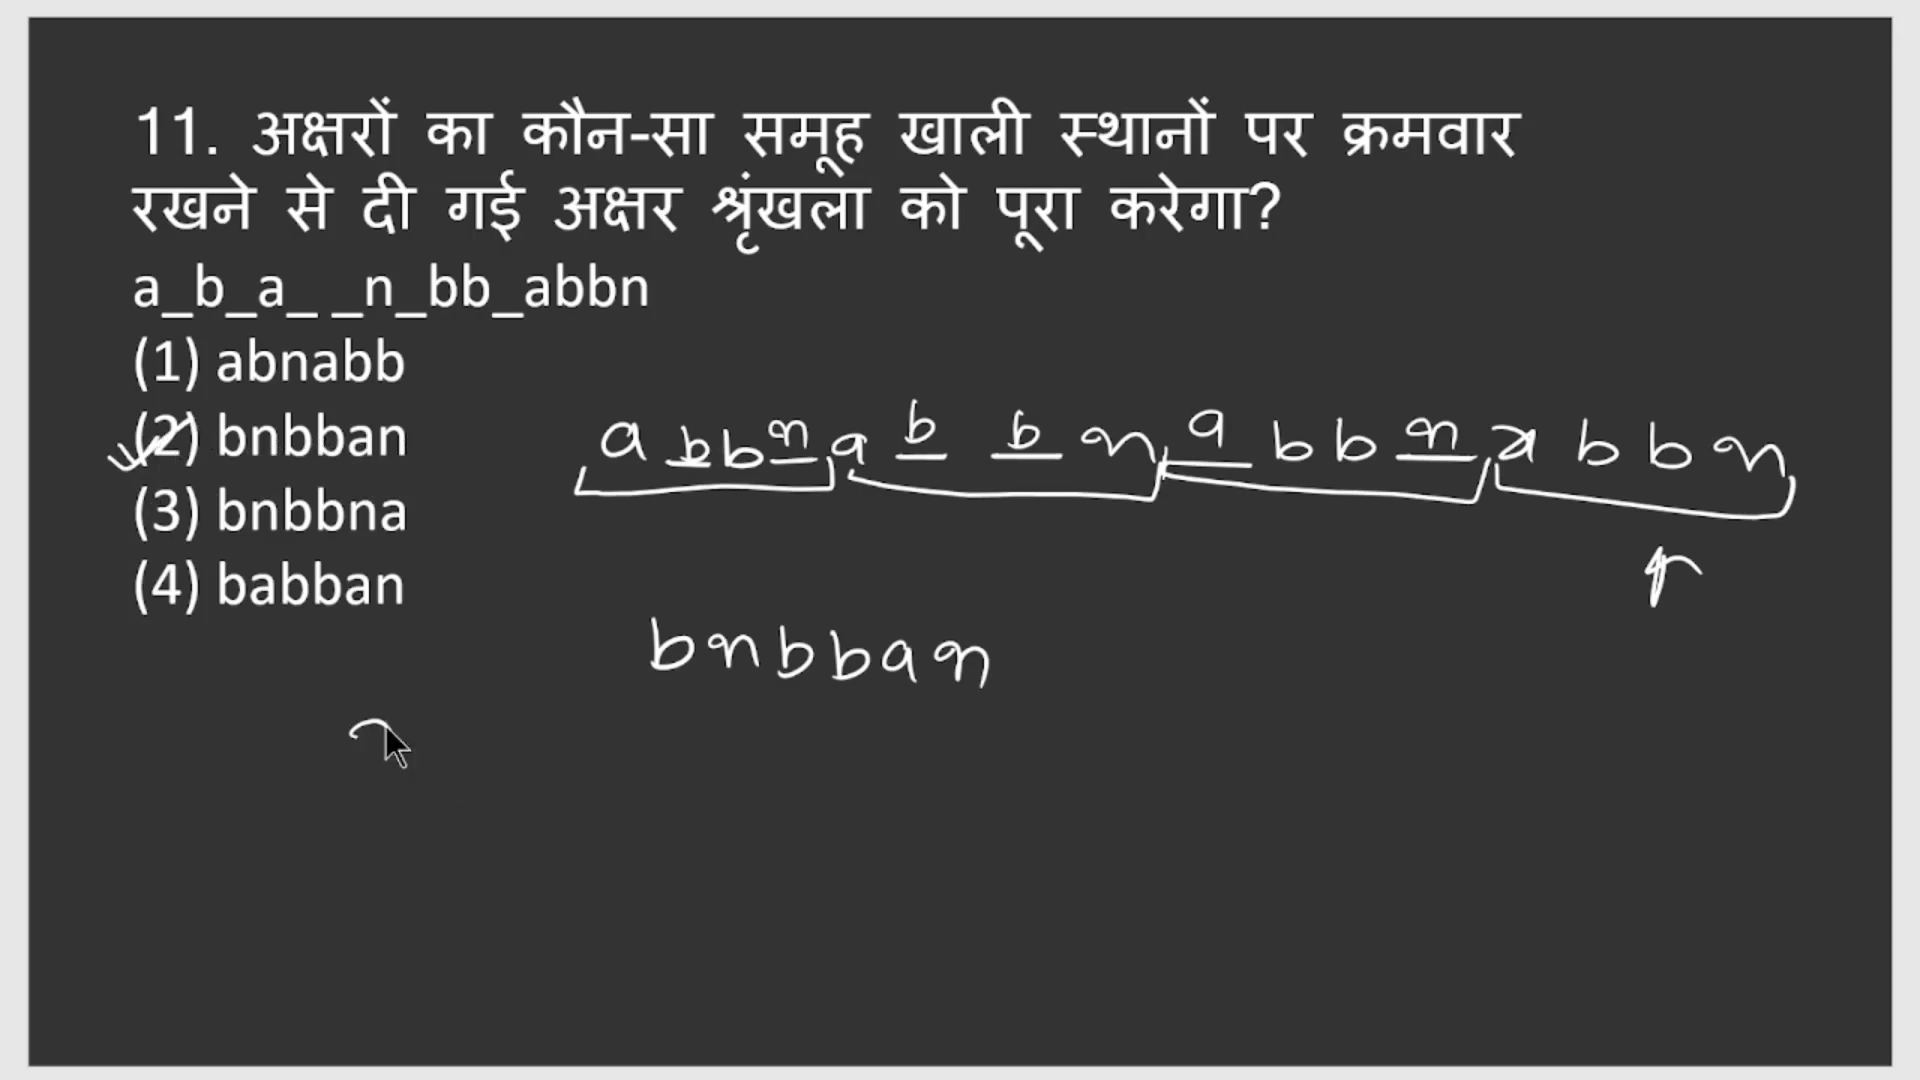 11. अक्षरों का कौन-सा समूह खाली स्थानों पर क्रमवार
रखने से दी गई अक्षर श्रृंखला को पूरा करेगा?
a_b_a_ _n_bb_abbn
(1) abnabb
(2) bnbban
(3) bnbbna
(4) babban
a b b n a b b n a b b n a b b n
b n b b a n